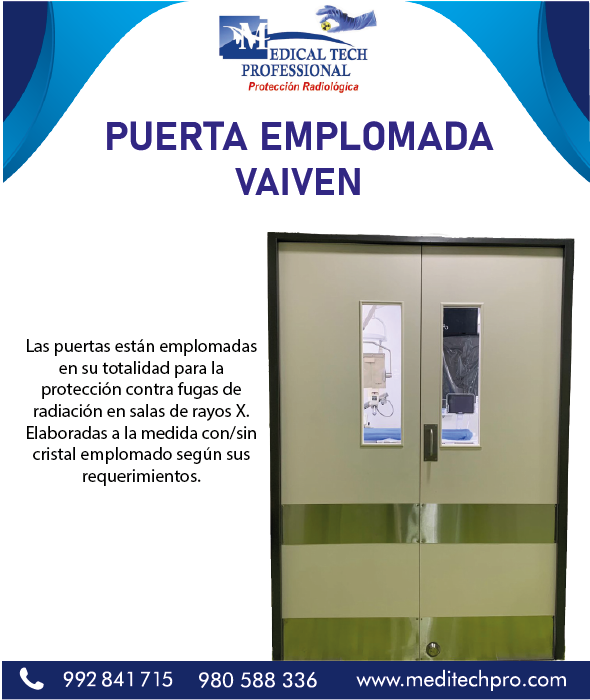 MEDICAL TECH
PROFESSIONAL
Protección Radiológica
PUERTA EMPLOMADA
VAIVEN
Las puertas están emplomadas
en su totalidad para la
protección contra fugas de
radiación en salas de rayos X.
Elaboradas a la medida con/sin
cristal emplomado según sus
requerimientos.
992 841 715 980 588 336 www.meditechpro.com